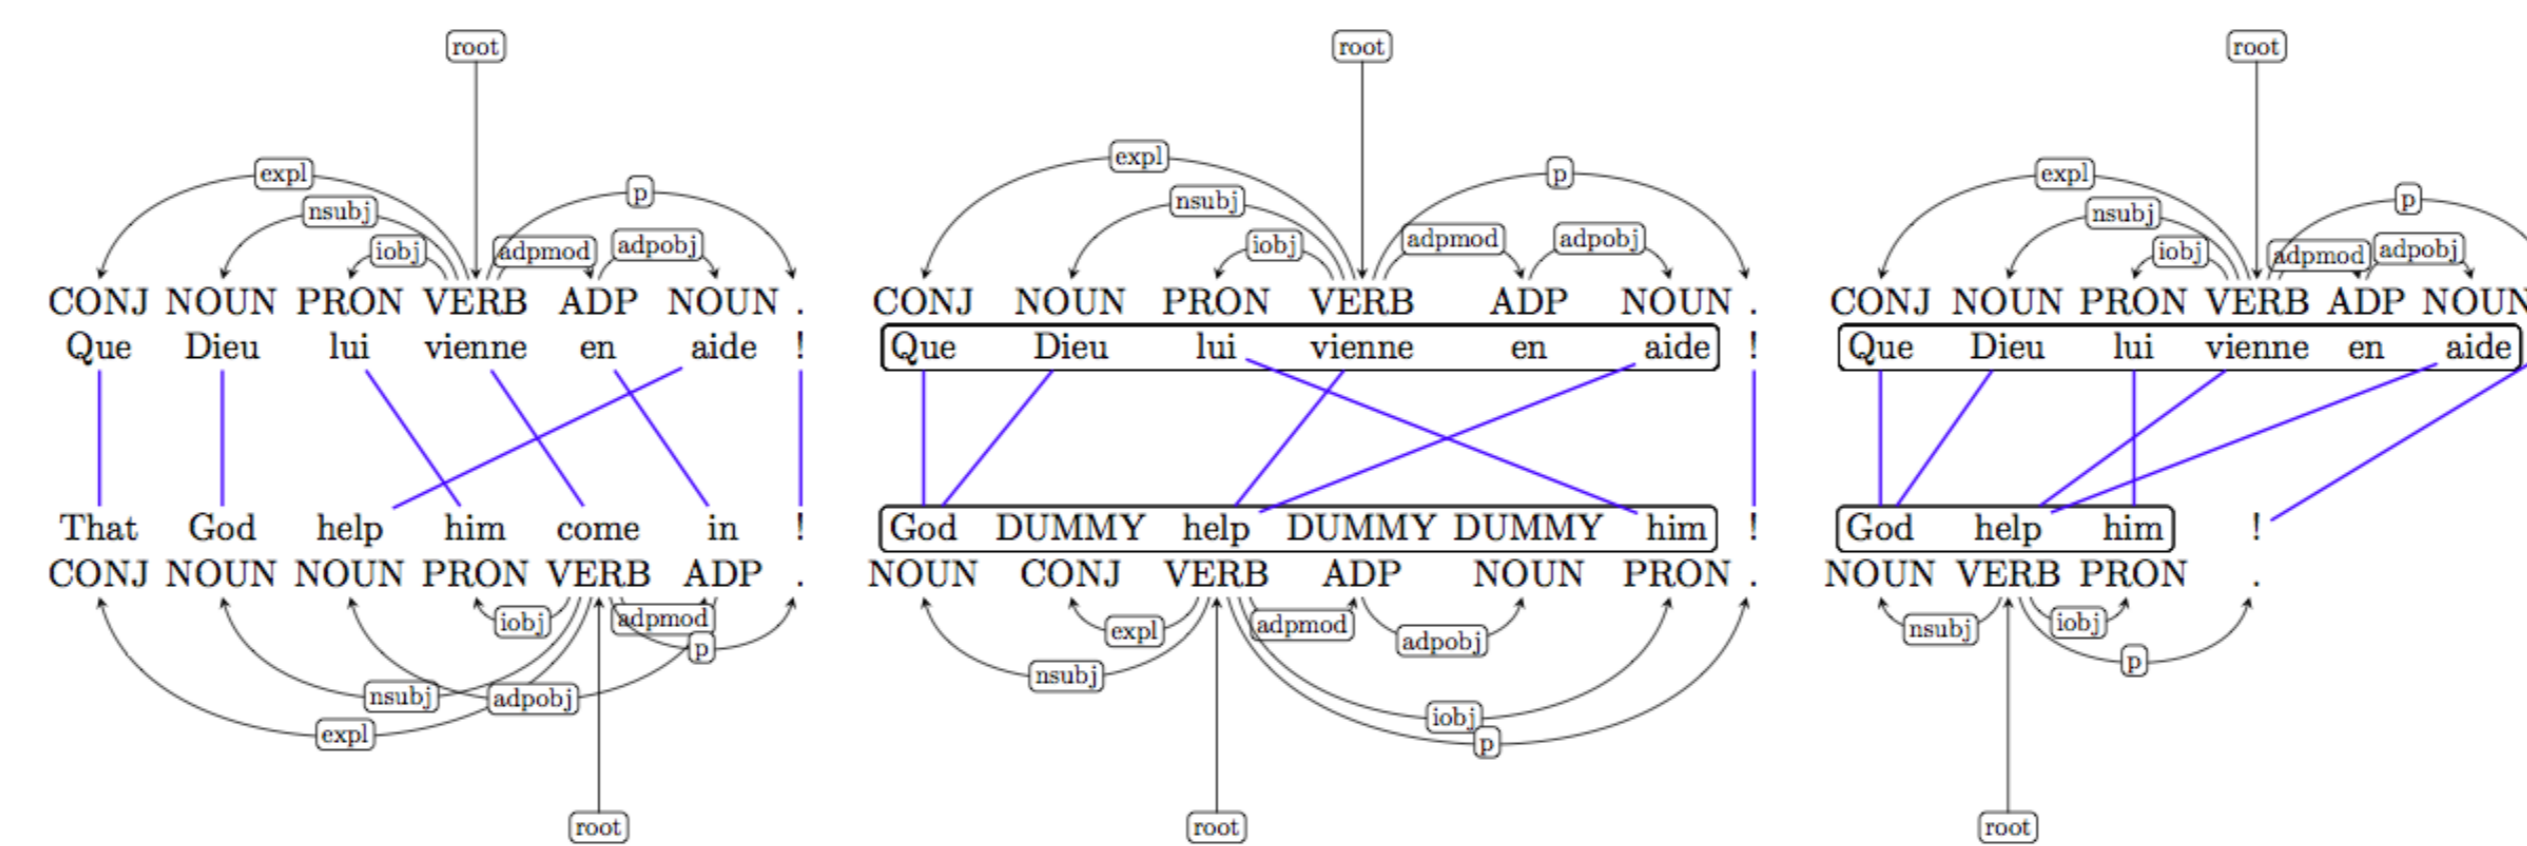 root root root
expl expl expl
nsubj p nsubj p nsubj p
iobj adpmod adpobj iobj adpmod adpobj iobj adpmod adpobj
CONJ NOUN PRON VERB ADP NOUN . CONJ NOUN PRON VERB ADP NOUN . CONJ NOUN PRON VERB ADP NOUN
Que Dieu lui vienne en aide ! Que Dieu lui vienne en aide ! Que Dieu lui vienne en aide
That God help him come in ! God DUMMY help DUMMY DUMMY him ! God help him !
CONJ NOUN NOUN PRON VERB ADP . NOUN CONJ VERB ADP NOUN PRON . NOUN VERB PRON .
iobj adpmod expl adpmod adpobj nsubj iobj
p nsubj p
nsubj adpobj iobj
expl p
root root root